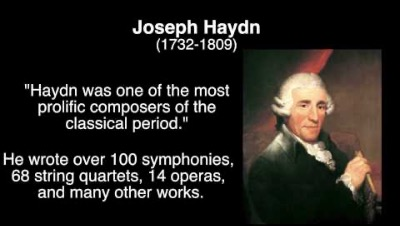 Joseph Haydn
(1732-1809)
"Haydn was one of the most
prolific composers of the
classical period."
He wrote over 100 symphonies,
68 string quartets, 14 operas,
and many other works.